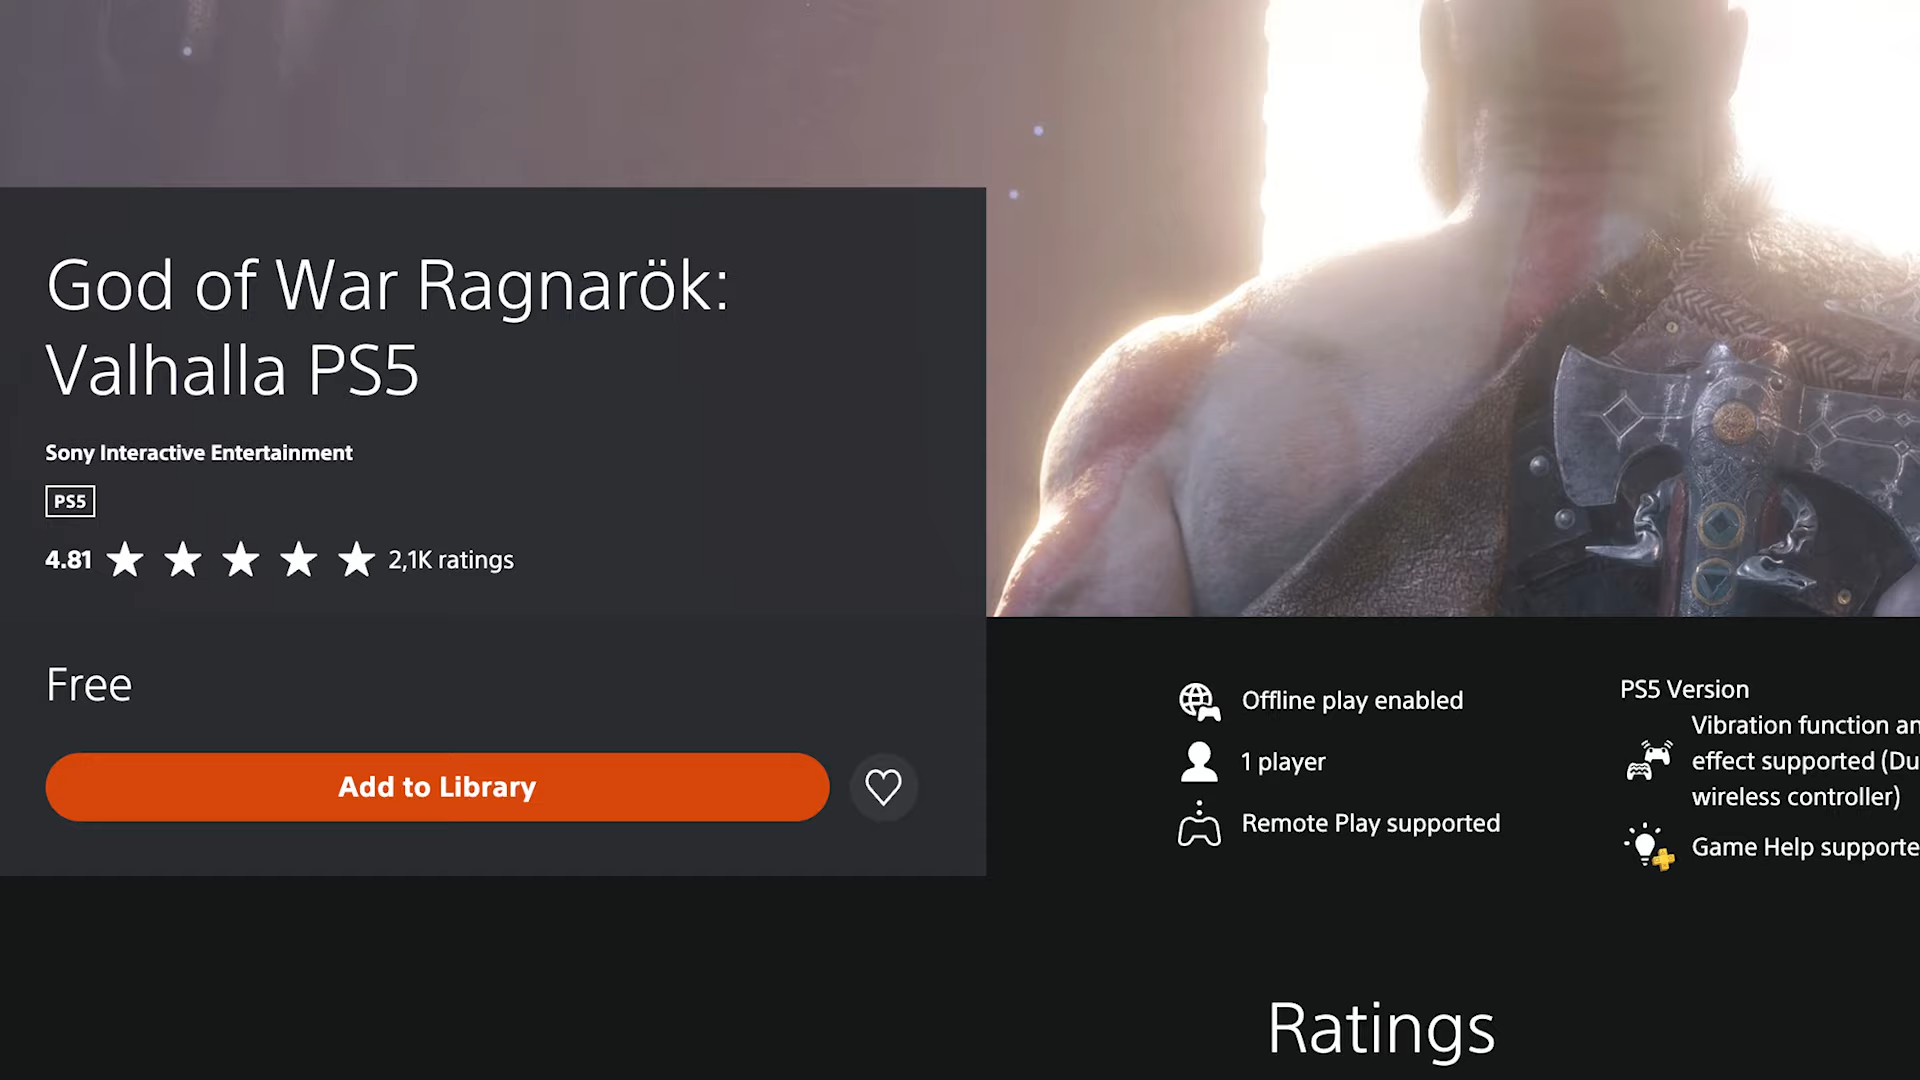 God of War Ragnarök:
Valhalla PS5
Sony Interactive Entertainment
PS5
4.81 ★ ★ ★ ★ ★ 2,1K ratings
Free
Add to Library
Offline play enabled
1 player
Remote Play supported
PS5 Version
Vibration function an
effect supported (Du
wireless controller)
Game Help supporte
Ratings